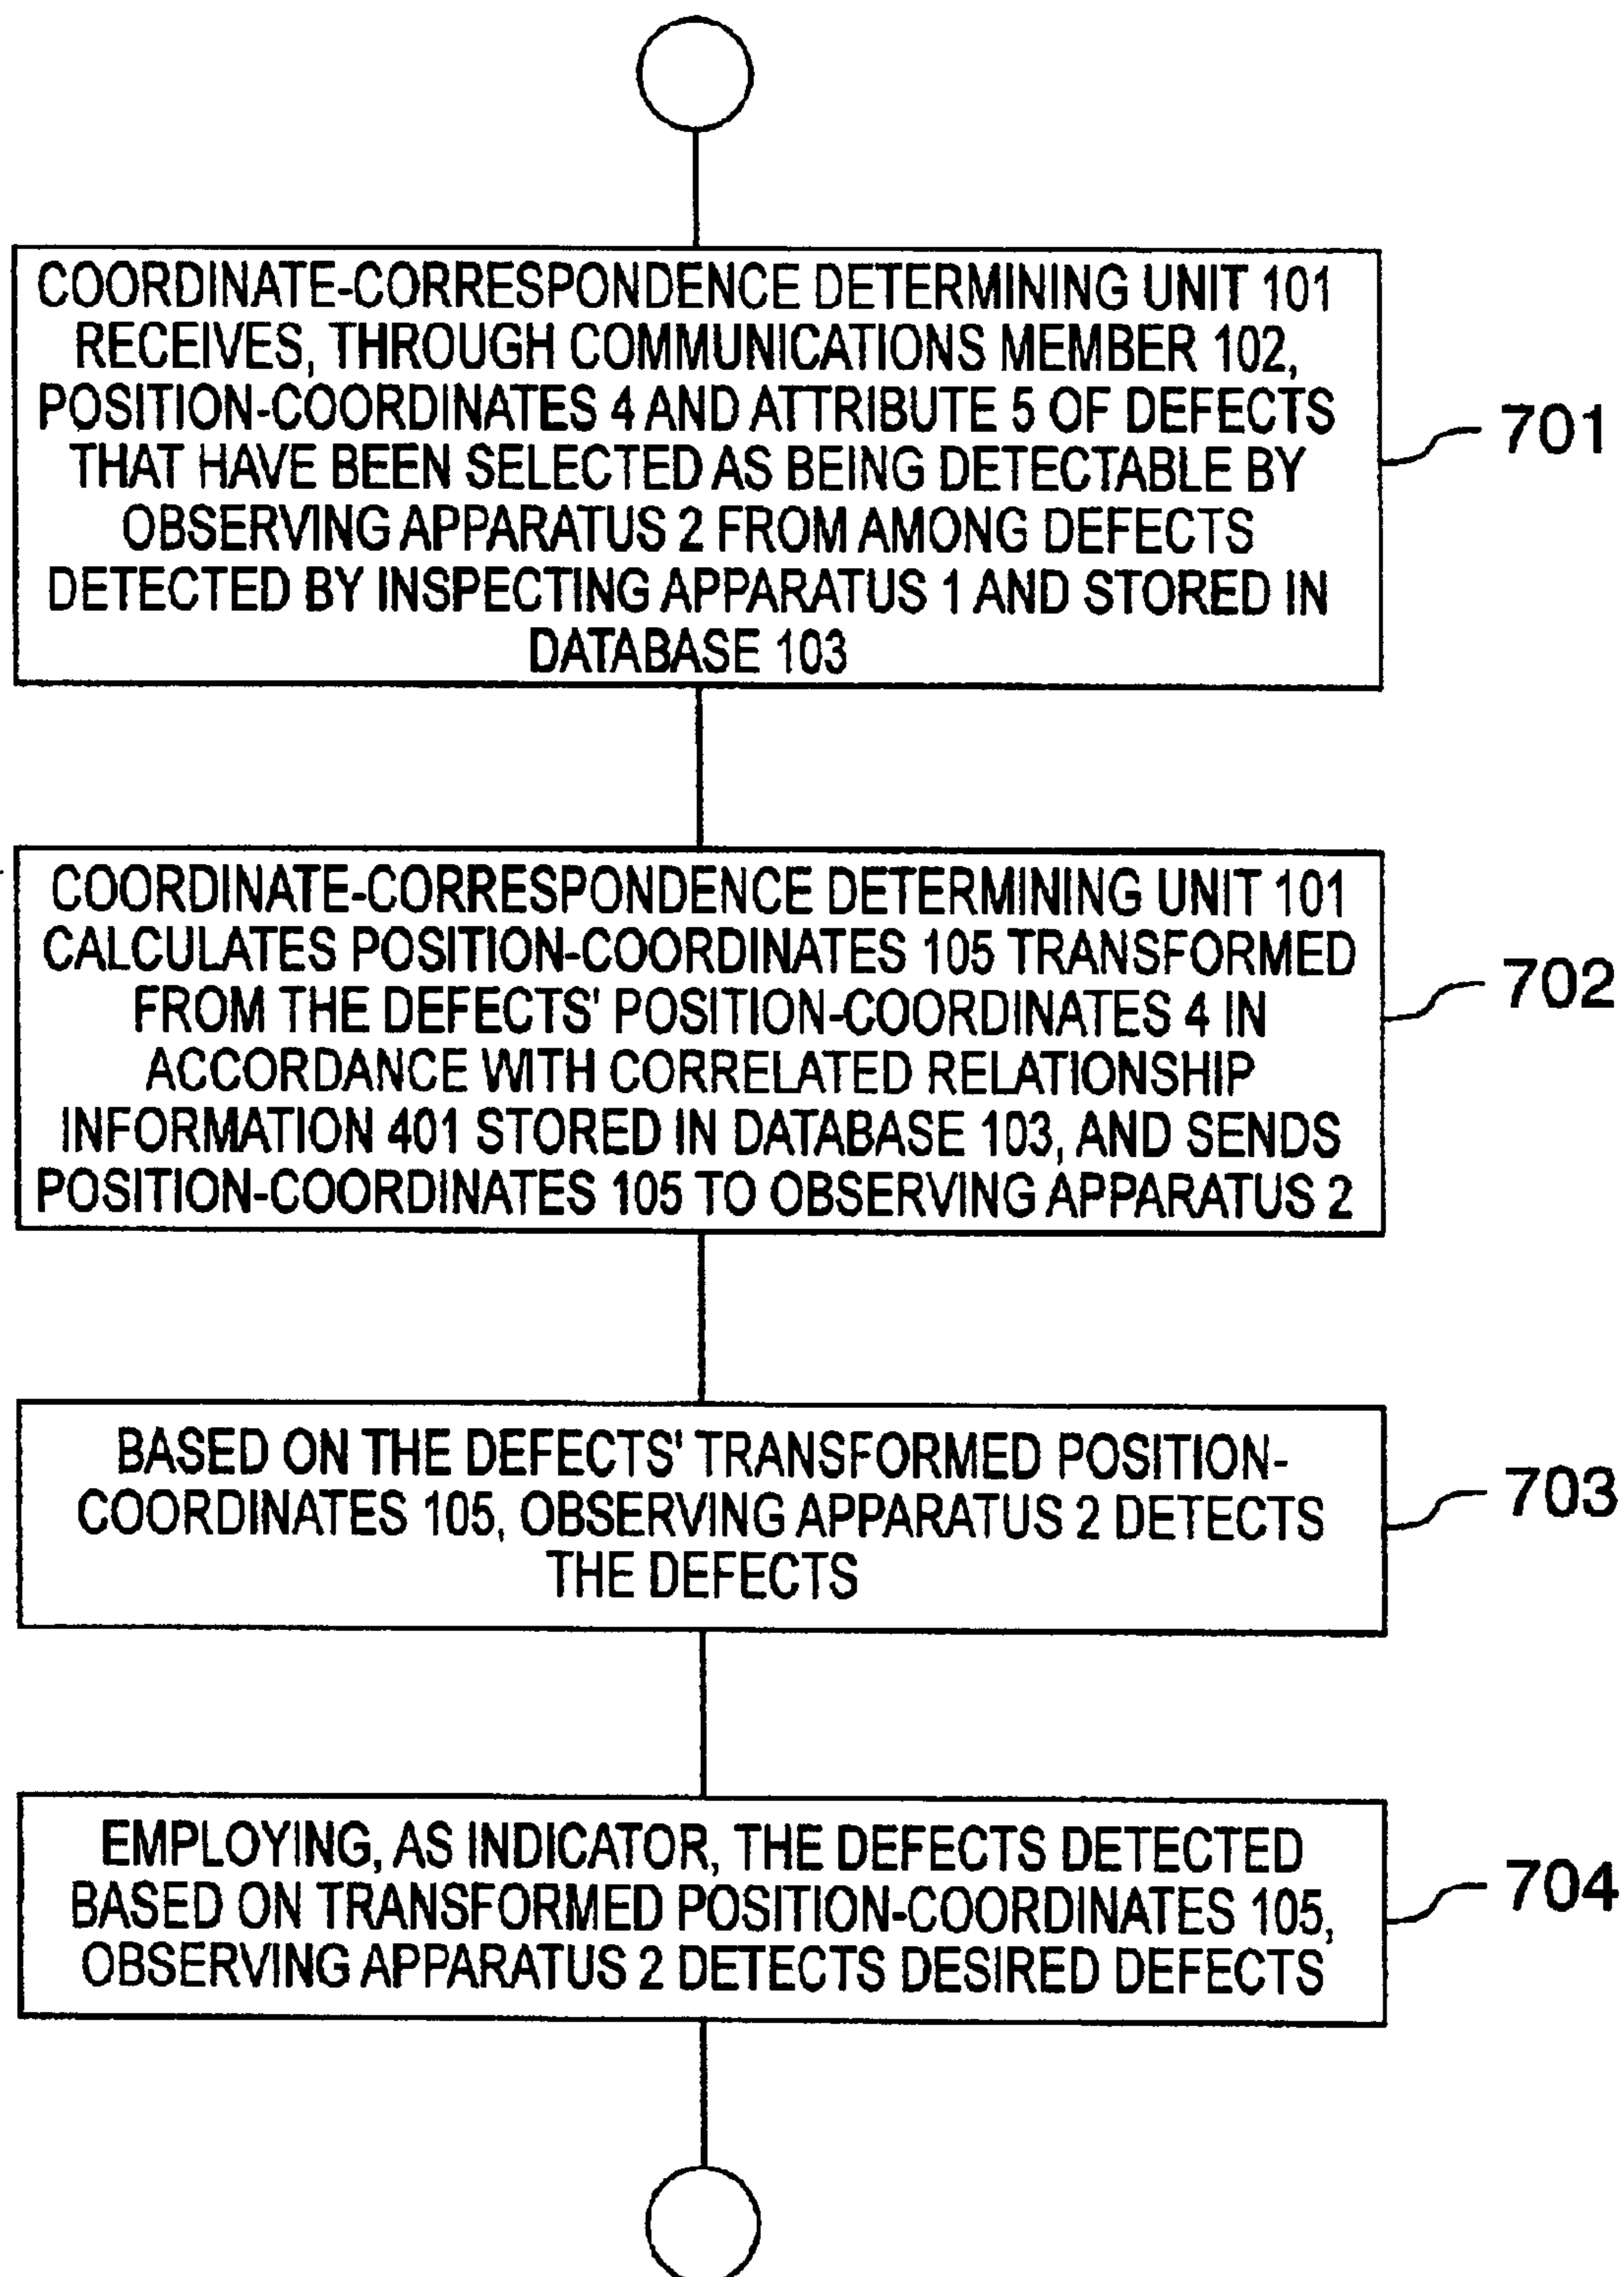 COORDINATE-CORRESPONDENCE DETERMINING UNIT 101
RECEIVES, THROUGH COMMUNICATIONS MEMBER 102,
POSITION-COORDINATES 4 AND ATTRIBUTE 5 OF DEFECTS
THAT HAVE BEEN SELECTED AS BEING DETECTABLE BY
OBSERVING APPARATUS 2 FROM AMONG DEFECTS
DETECTED BY INSPECTING APPARATUS 1 AND STORED IN
DATABASE 103
701
COORDINATE-CORRESPONDENCE DETERMINING UNIT 101
CALCULATES POSITION-COORDINATES 105 TRANSFORMED
FROM THE DEFECTS' POSITION-COORDINATES 4 IN
ACCORDANCE WITH CORRELATED RELATIONSHIP
INFORMATION 401 STORED IN DATABASE 103, AND SENDS
POSITION-COORDINATES 105 TO OBSERVING APPARATUS 2
702
BASED ON THE DEFECTS' TRANSFORMED POSITION-
COORDINATES 105, OBSERVING APPARATUS 2 DETECTS
THE DEFECTS
703
EMPLOYING, AS INDICATOR, THE DEFECTS DETECTED
BASED ON TRANSFORMED POSITION-COORDINATES 105,
OBSERVING APPARATUS 2 DETECTS DESIRED DEFECTS
704